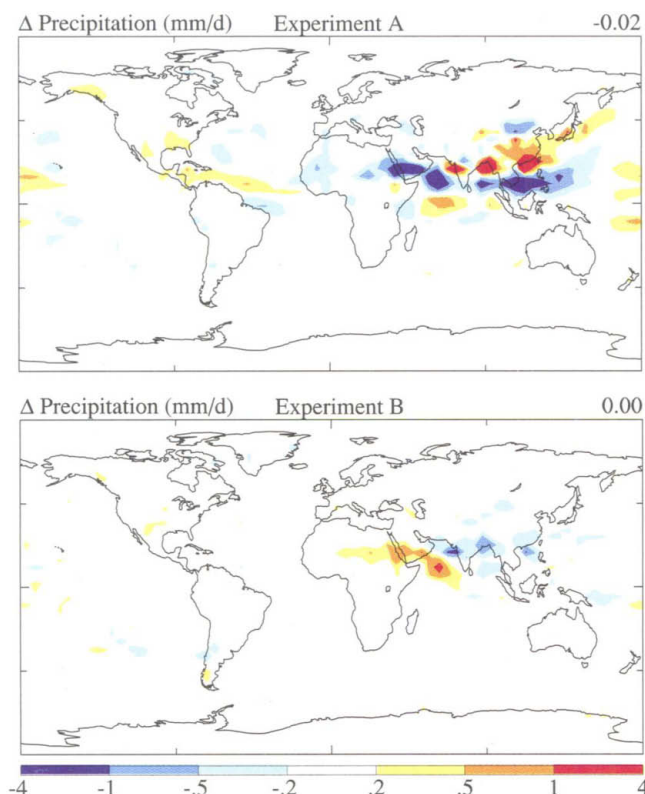 Δ Precipitation (mm/d) Experiment A -0.02
Δ Precipitation (mm/d) Experiment B 0.00
-4 -1 -.5 -.2 .2 .5 1 4